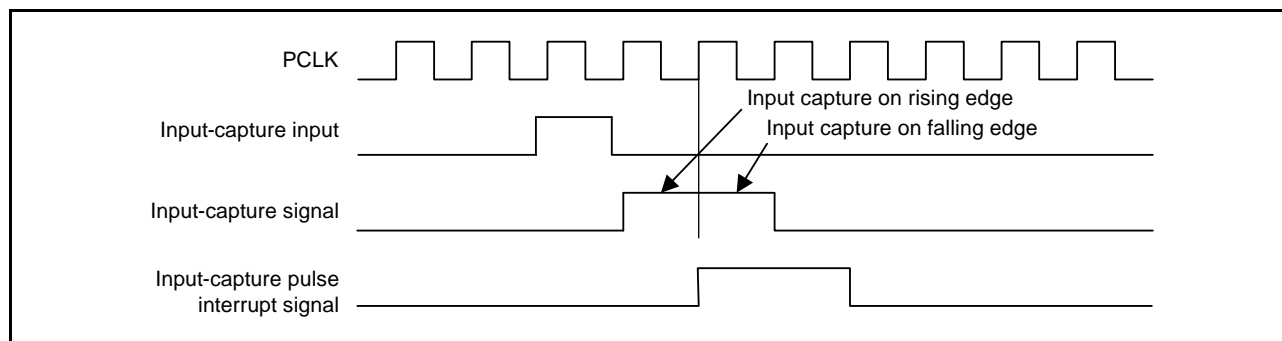 PCLK
Input capture on rising edge
Input-capture input
Input capture on falling edge
Input-capture signal
Input-capture pulse
interrupt signal